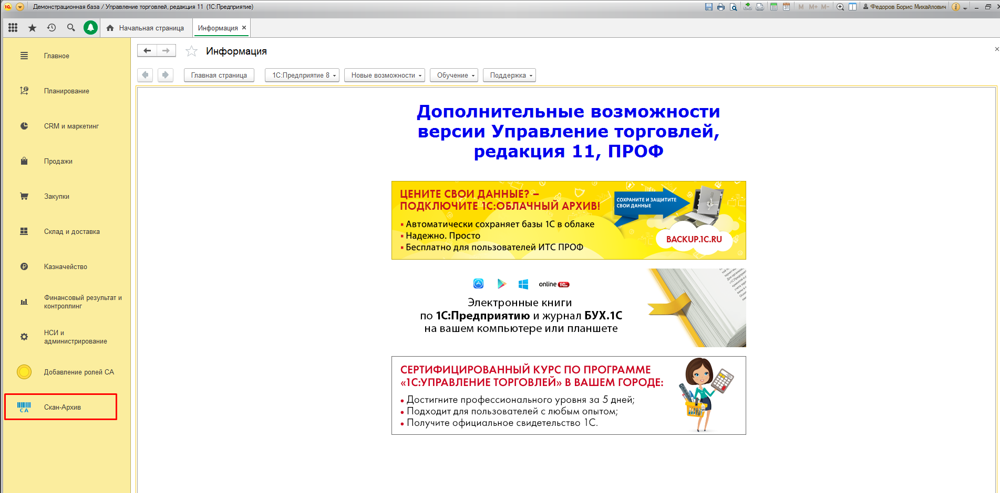 Демонстрационная база / Управление торговлей, редакция 11 (1С:Предприятие)
M M+ M-
Федоров Борис Михайлович
Начальная страница
Информация
Главное
Планирование
CRM и маркетинг
Продажи
Закупки
Склад и доставка
Казначейство
Финансовый результат и
контроллинг
НСИ и
администрирование
Добавление ролей СА
СА
Скан-Архив
Информация
Главная страница
1С:Предприятие 8
Новые возможности
Обучение
Поддержка
Дополнительные возможности
версии Управление торговлей,
редакция 11, ПРОФ
ЦЕНИТЕ СВОИ ДАННЫЕ? –
ПОДКЛЮЧИТЕ 1С:ОБЛАЧНЫЙ АРХИВ!
▪ Автоматически сохраняет базы 1С в облаке
▪ Надежно. Просто
▪ Бесплатно для пользователей ИТС ПРОФ
СОХРАНИТЕ И ЗАЩИТИТЕ
СВОИ ДАННЫЕ
BACKUP.1C.RU
online 1С
Электронные книги
по 1С:Предприятию и журнал БУХ.1С
на вашем компьютере или планшете
СЕРТИФИЦИРОВАННЫЙ КУРС ПО ПРОГРАММЕ
«1С:УПРАВЛЕНИЕ ТОРГОВЛЕЙ» В ВАШЕМ ГОРОДЕ:
• Достигните профессионального уровня за 5 дней;
• Подходит для пользователей с любым опытом;
• Получите официальное свидетельство 1С.